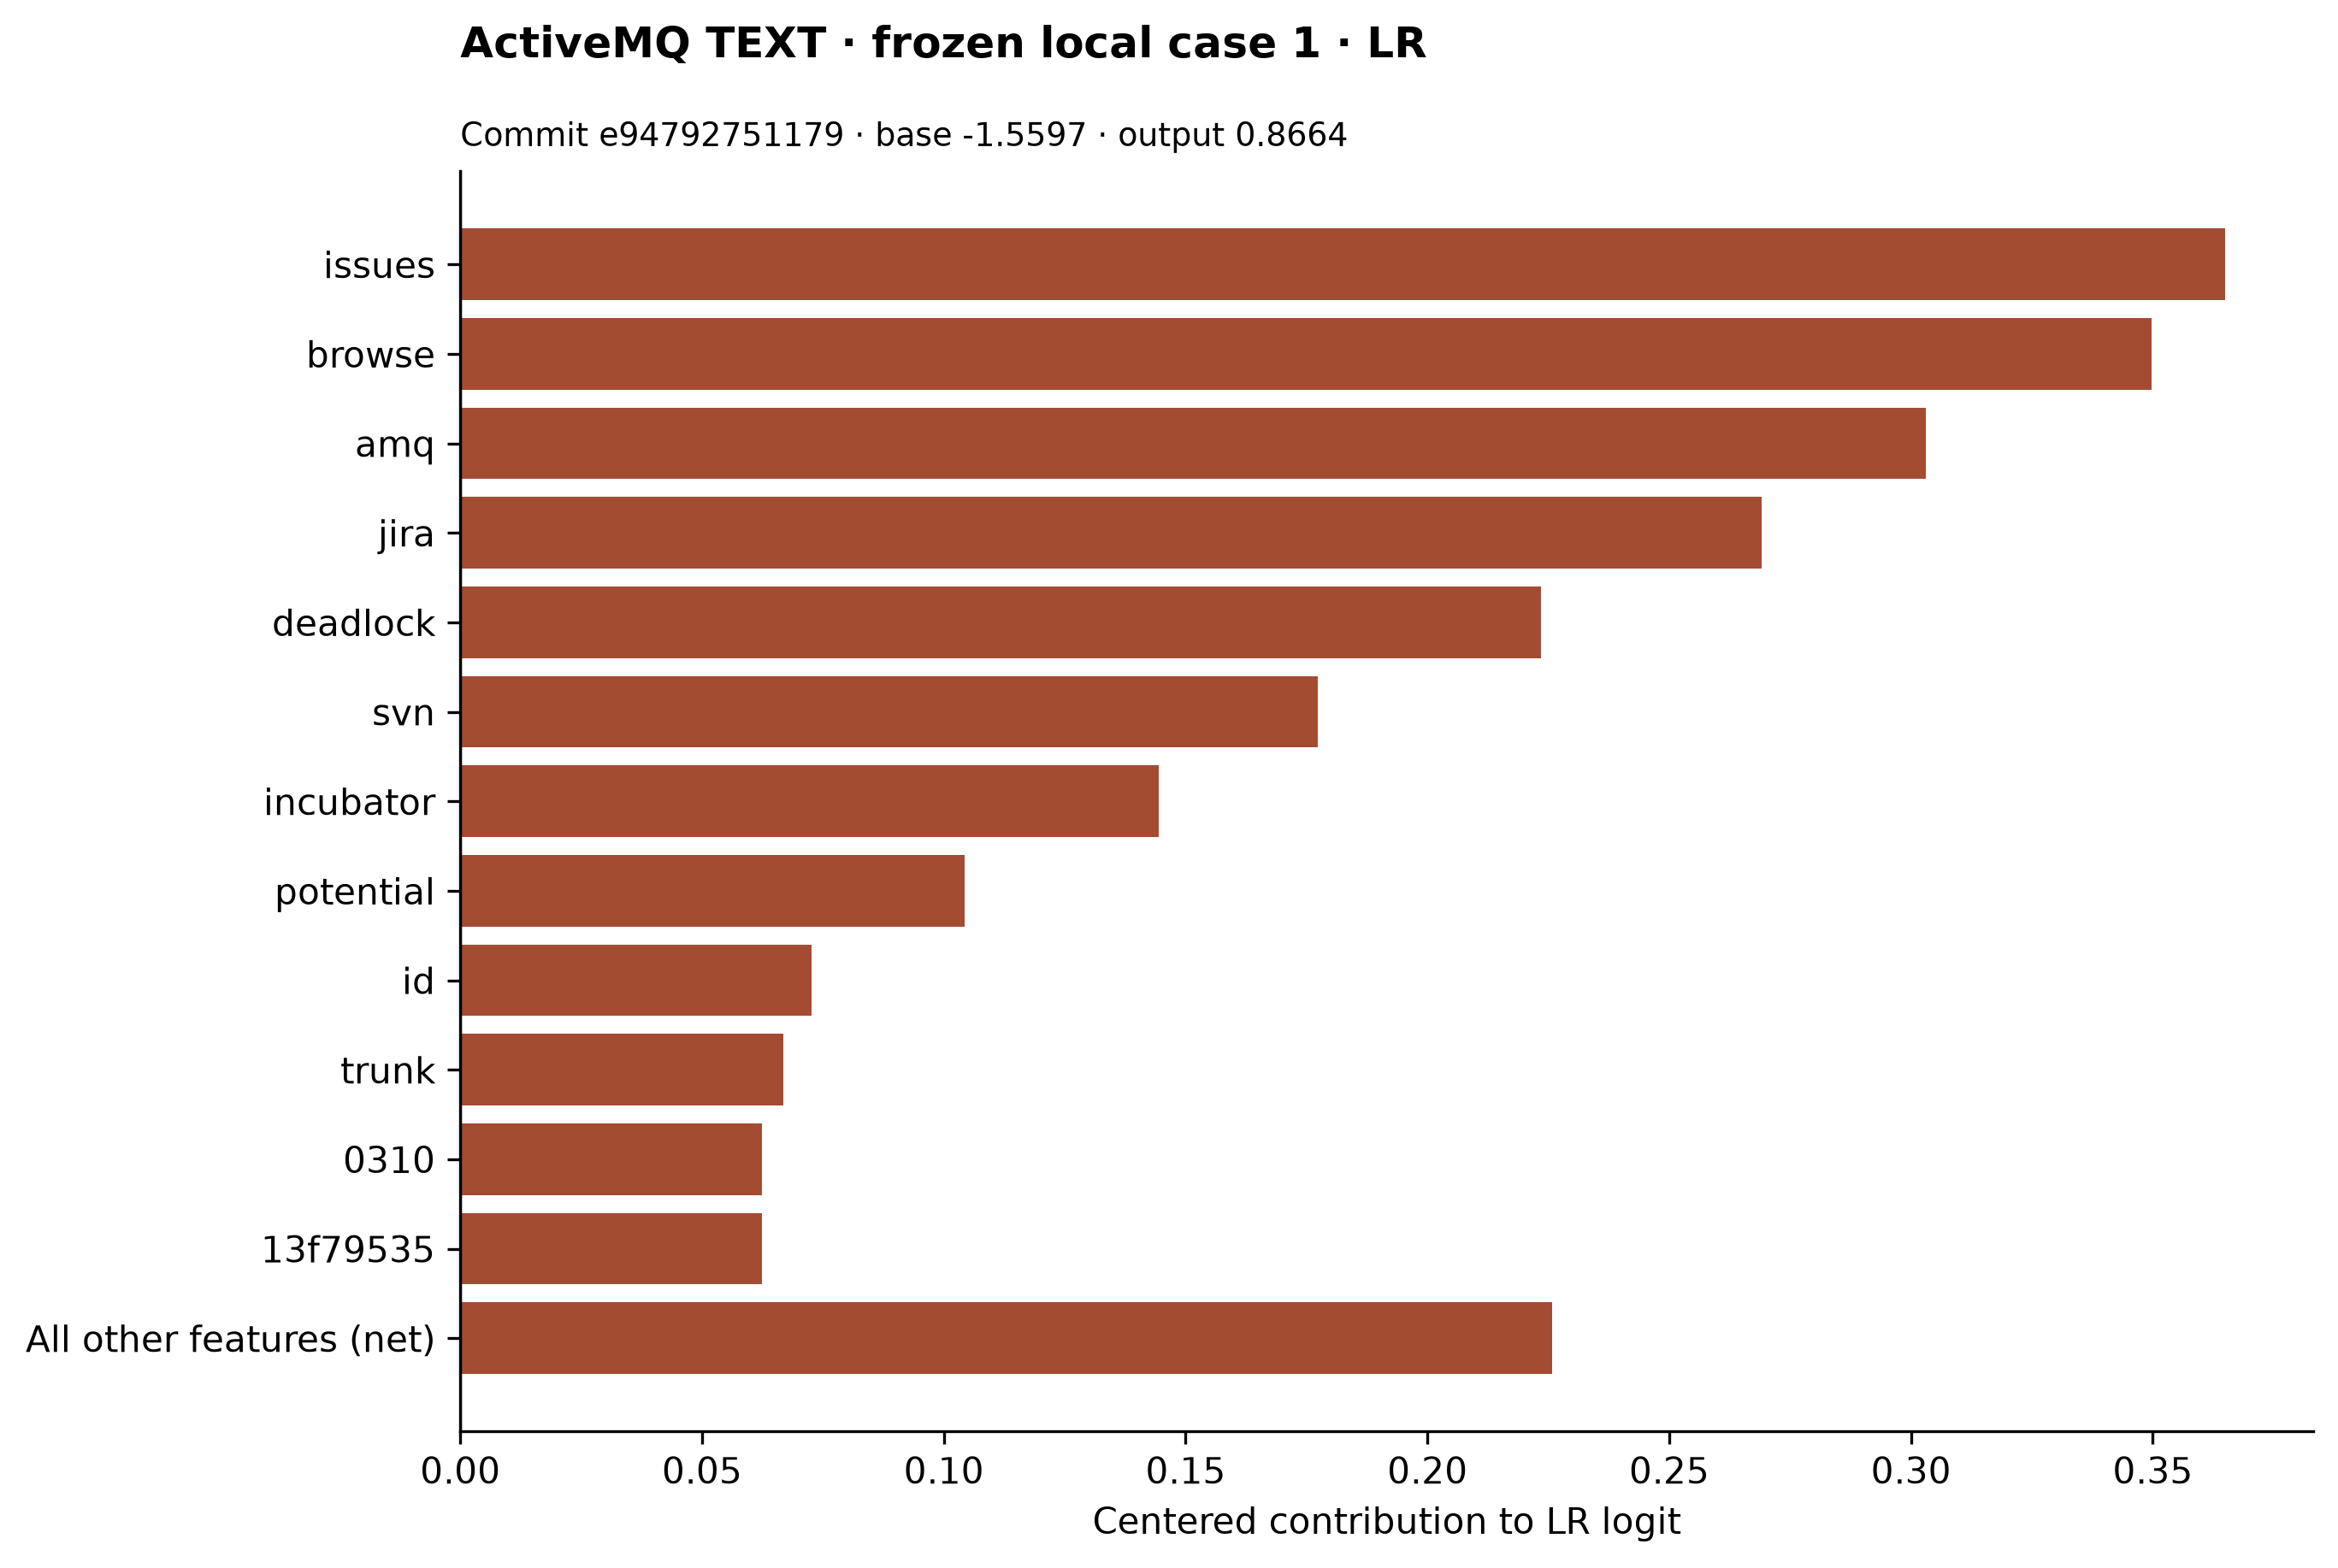 ActiveMQ TEXT · frozen local case 1 · LR
Commit e94792751179 · base -1.5597 · output 0.8664
issues
browse
amq
jira
deadlock
svn
incubator
potential
id
trunk
0310
13f79535
All other features (net)
0.00 0.05 0.10 0.15 0.20 0.25 0.30 0.35
Centered contribution to LR logit